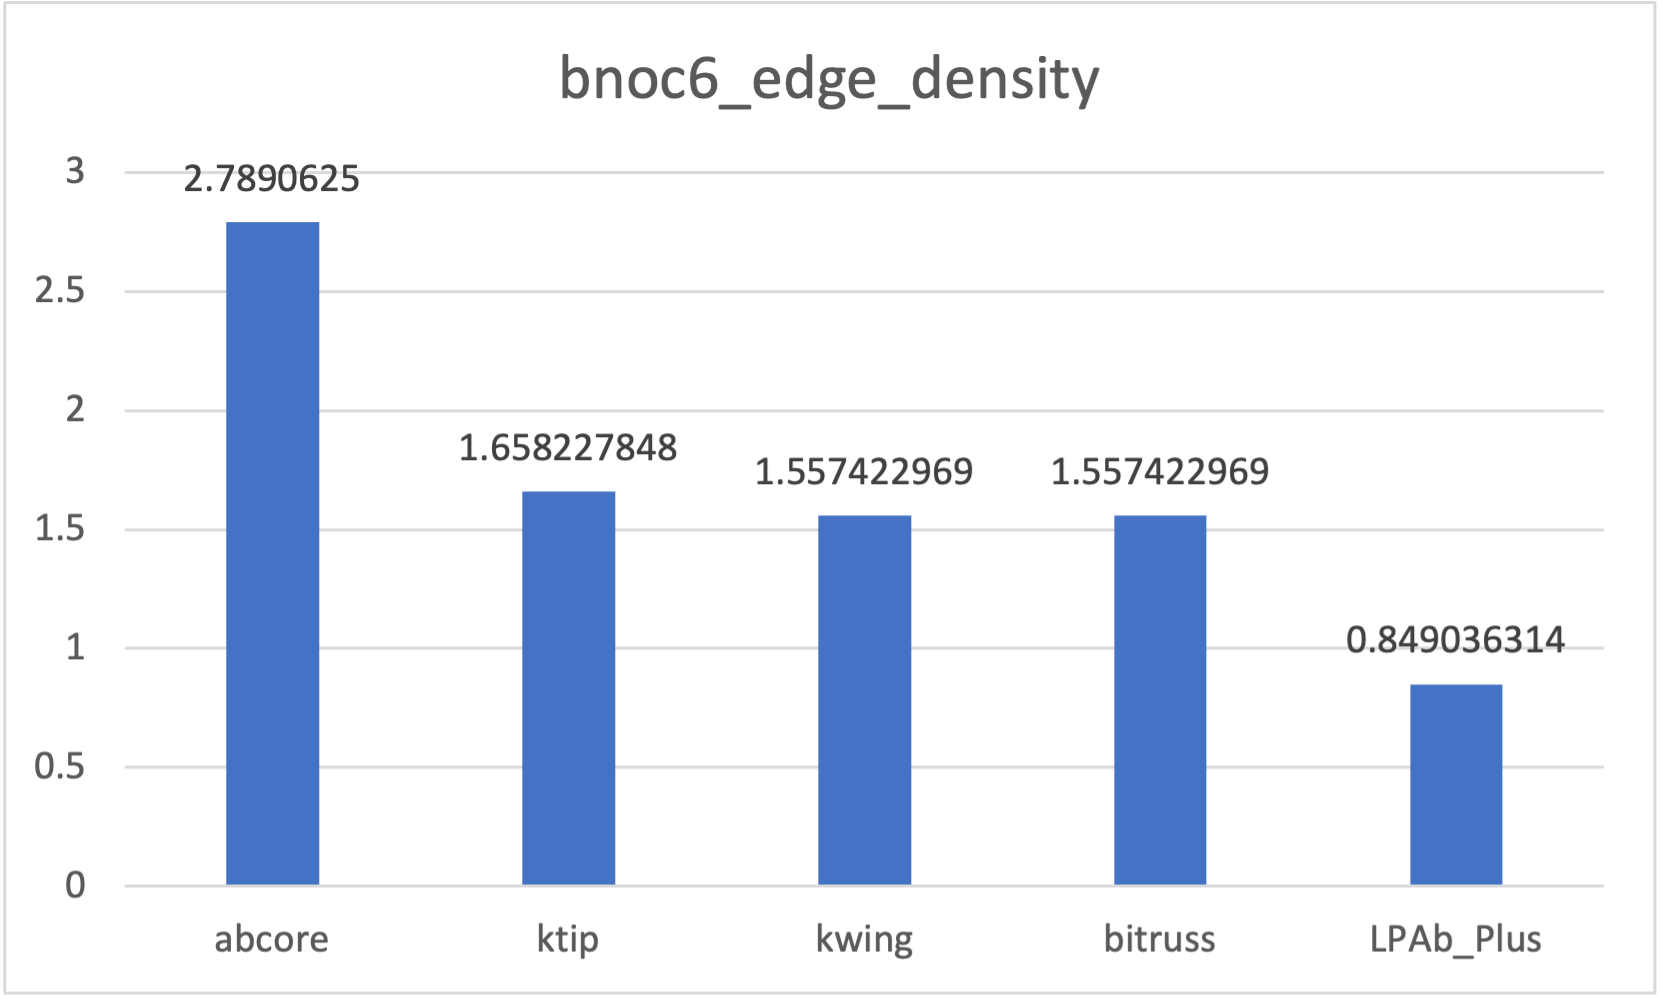 bnoc6_edge_density
3
2.5
2
1.5
1
0.5
0
2.7890625
1.658227848
1.557422969
1.557422969
0.849036314
abcore
ktip
kwing
bitruss
LPAb_Plus